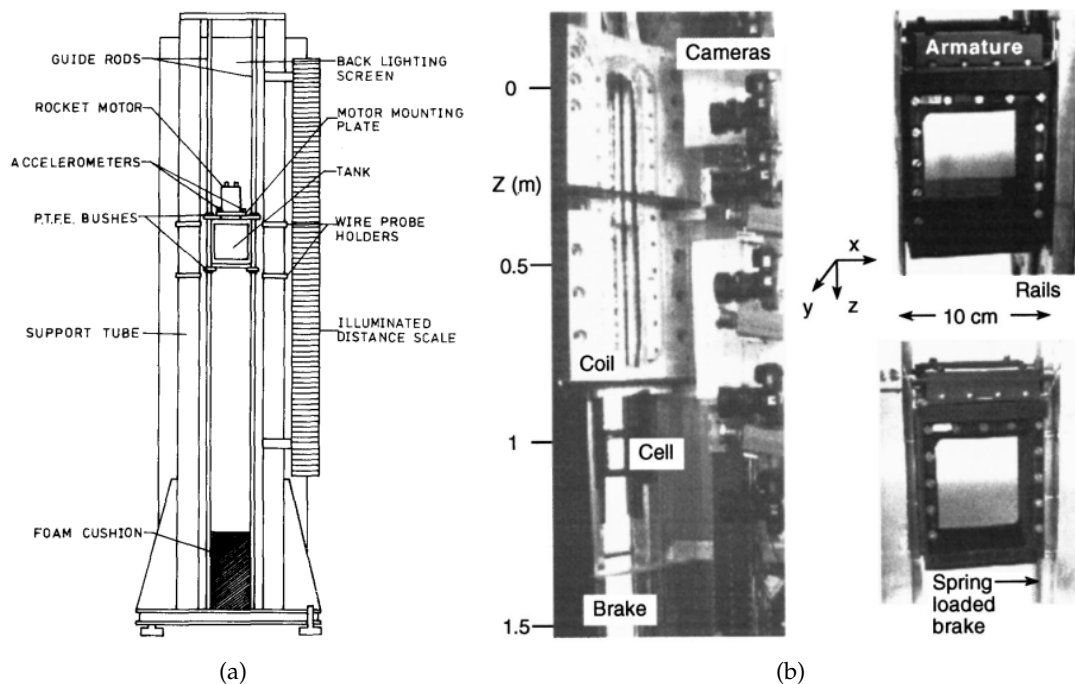 GUIDE RODS
ROCKET MOTOR
ACCELEROMETERS
P.T.F.E. BUSHES
SUPPORT TUBE
FOAM CUSHION
BACK LIGHTING
SCREEN
MOTOR MOUNTING
PLATE
TANK
WIRE PROBE
HOLDERS
ILLUMINATED
DISTANCE SCALE
(a)
Cameras
0
Z (m)
0.5
Coil
1
Cell
Brake
1.5
Armature
x
y
z
Rails
10 cm
Spring
loaded
brake
(b)